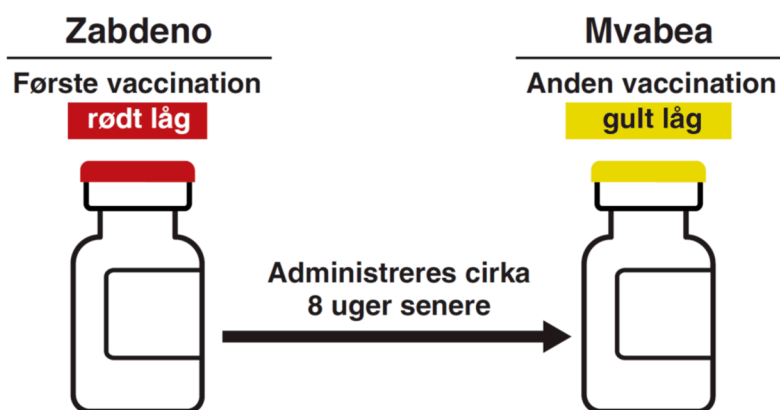 Zabdeno
Første vaccination
rødt låg
Mvabea
Anden vaccination
gult låg
Administreres cirka
8 uger senere